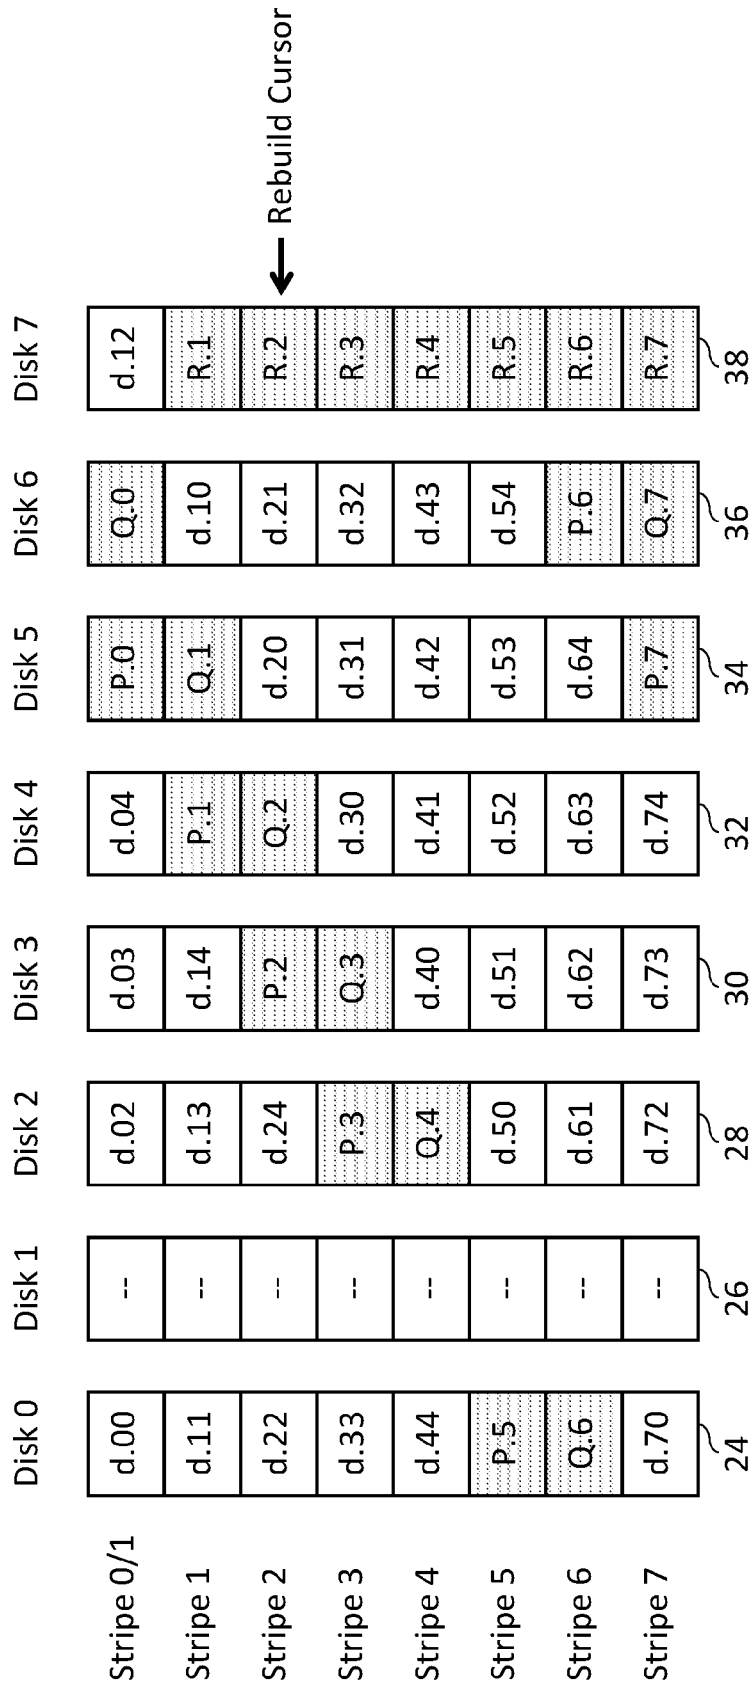 Disk 0 Disk 1 Disk 2 Disk 3 Disk 4 Disk 5 Disk 6 Disk 7
Stripe 0/1 d.00 -- d.02 d.03 d.04 P.0 Q.0 d.12
Stripe 1 d.11 -- d.13 d.14 P.1 Q.1 d.10 R.1
Stripe 2 d.22 -- d.24 P.2 Q.2 d.20 d.21 R.2 Rebuild Cursor
Stripe 3 d.33 -- P.3 Q.3 d.30 d.31 d.32 R.3
Stripe 4 d.44 -- Q.4 d.40 d.41 d.42 d.43 R.4
Stripe 5 P.5 -- d.50 d.51 d.52 d.53 d.54 R.5
Stripe 6 Q.6 -- d.61 d.62 d.63 d.64 P.6 R.6
Stripe 7 d.70 -- d.72 d.73 d.74 P.7 Q.7 R.7
24 26 28 30 32 34 36 38